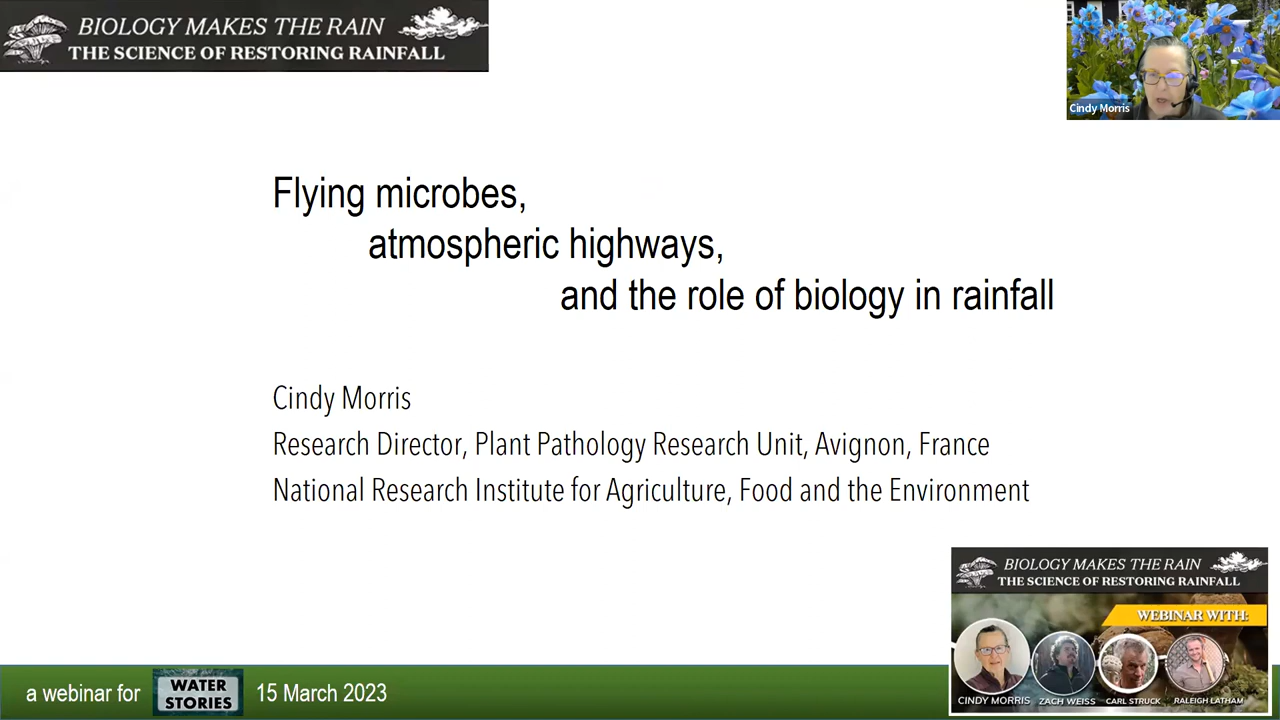 BIOLOGY MAKES THE RAIN
THE SCIENCE OF RESTORING RAINFALL
Cindy Morris
Flying microbes,
atmospheric highways,
and the role of biology in rainfall
Cindy Morris
Research Director, Plant Pathology Research Unit, Avignon, France
National Research Institute for Agriculture, Food and the Environment
BIOLOGY MAKES THE RAIN
THE SCIENCE OF RESTORING RAINFALL
WEBINAR WITH:
CINDY MORRIS ZACH WEISS CARL STRUCK RALEIGH LATHAM
a webinar for WATER STORIES 15 March 2023